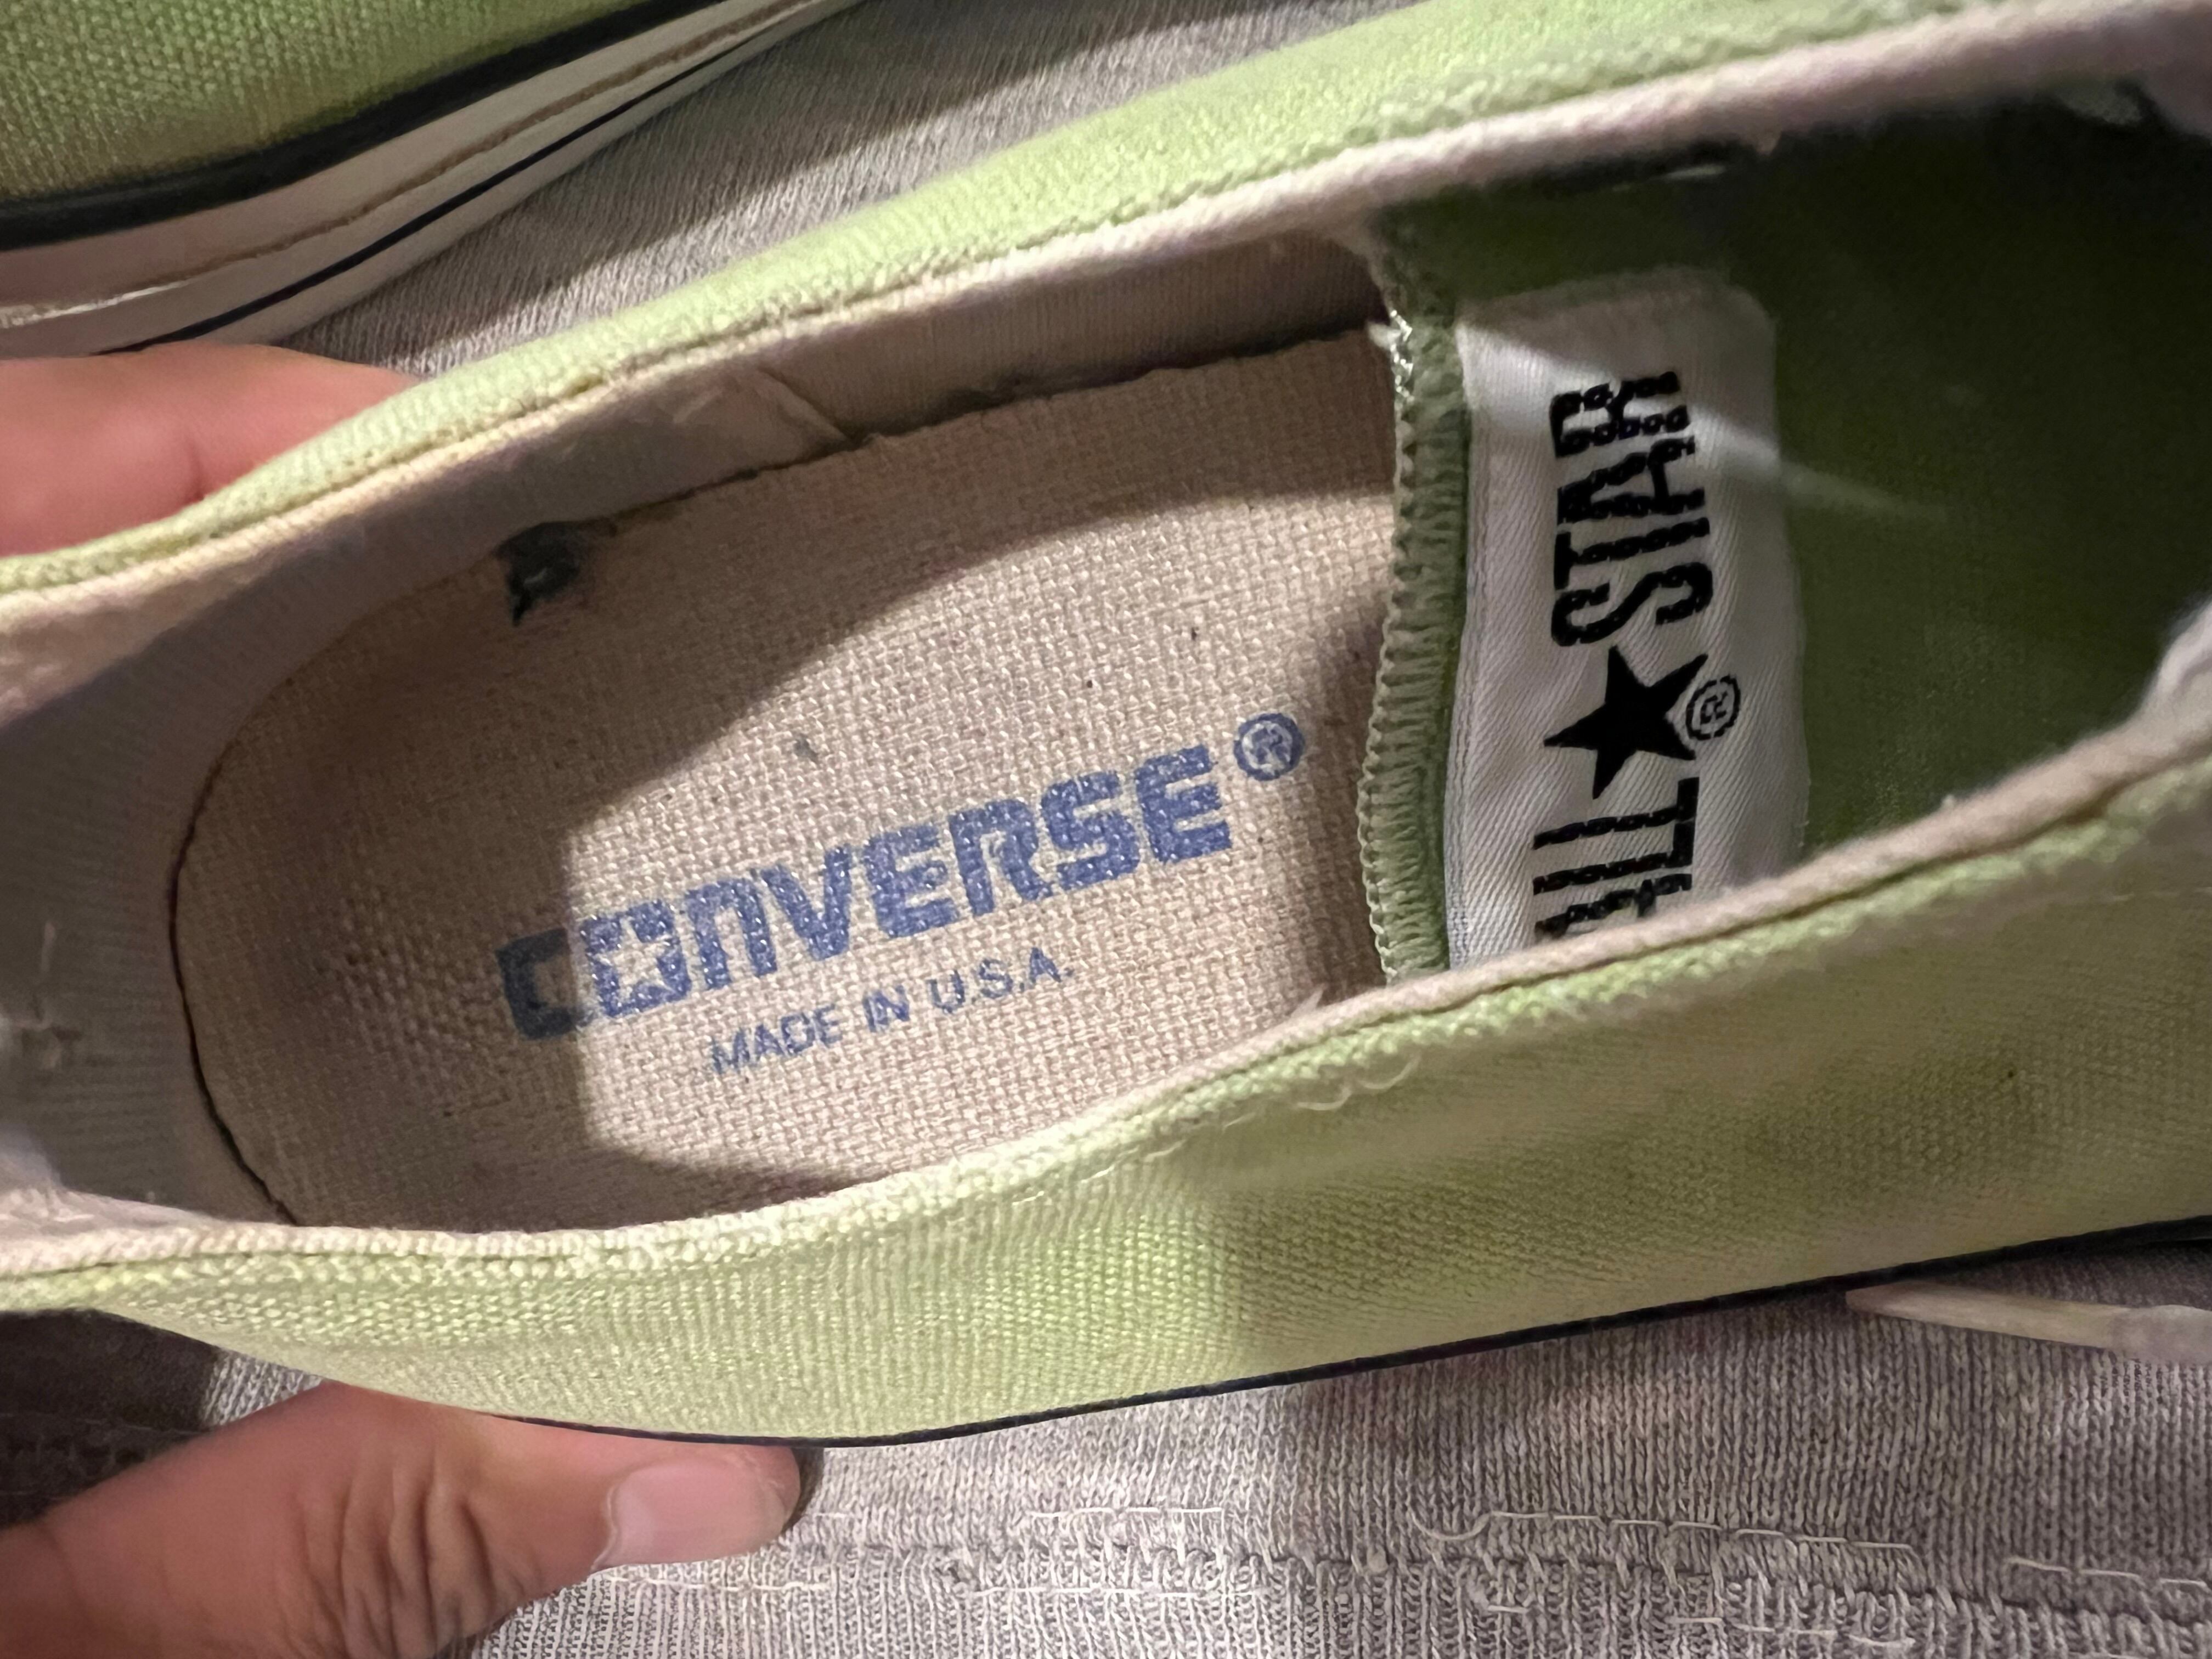 CONVERSE®
MADE IN U.S.A.
ALL★STAR®